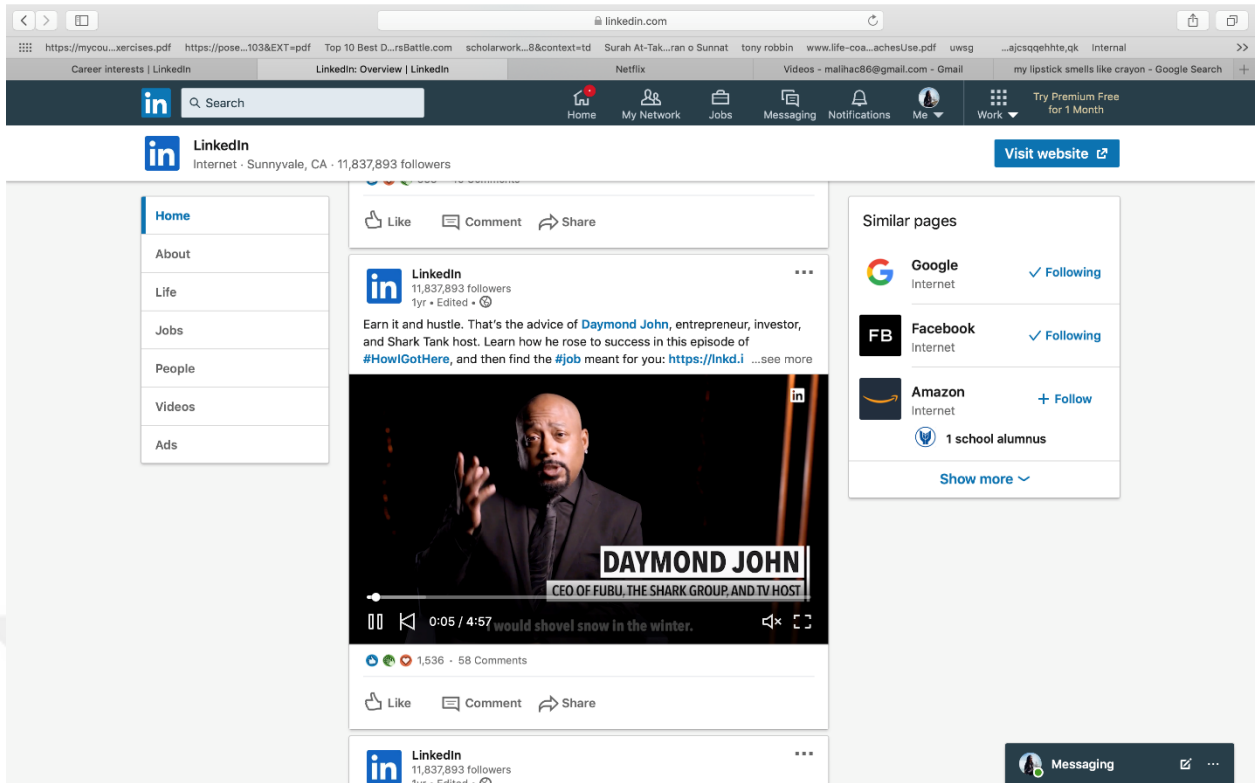 linkedin.com
https://mycou...xercises.pdf https://pose...103&EXT=pdf Top 10 Best D...rsBattle.com scholarwork...8&context=td Surah At-Tak...ran o Sunnat tony robbin www.life-coa...achesUse.pdf uwsg ...ajcsqqehhte,qk Internal >>
Career interests | LinkedIn LinkedIn: Overview | LinkedIn Netflix Videos - malihac86@gmail.com - Gmail my lipstick smells like crayon - Google Search +
in Search Home My Network Jobs Messaging Notifications Me Work Try Premium Free
for 1 Month
in LinkedIn
Internet · Sunnyvale, CA · 11,837,893 followers
Visit website
Home
About
Life
Jobs
People
Videos
Ads
Comments
Like Comment Share
in LinkedIn
11,837,893 followers
1yr • Edited •
Earn it and hustle. That's the advice of Daymond John, entrepreneur, investor,
and Shark Tank host. Learn how he rose to success in this episode of
#HowIGotHere, and then find the #job meant for you: https://lnkd.i ...see more
in
DAYMOND JOHN
CEO OF FUBU, THE SHARK GROUP, AND TV HOST
0:05 / 4:57
I would shovel snow in the winter.
1,536 · 58 Comments
Like Comment Share
in LinkedIn
11,837,893 followers
1yr • Edited •
Similar pages
G Google
Internet
Following
FB Facebook
Internet
Following
Amazon
Internet
+ Follow
1 school alumnus
Show more
Messaging